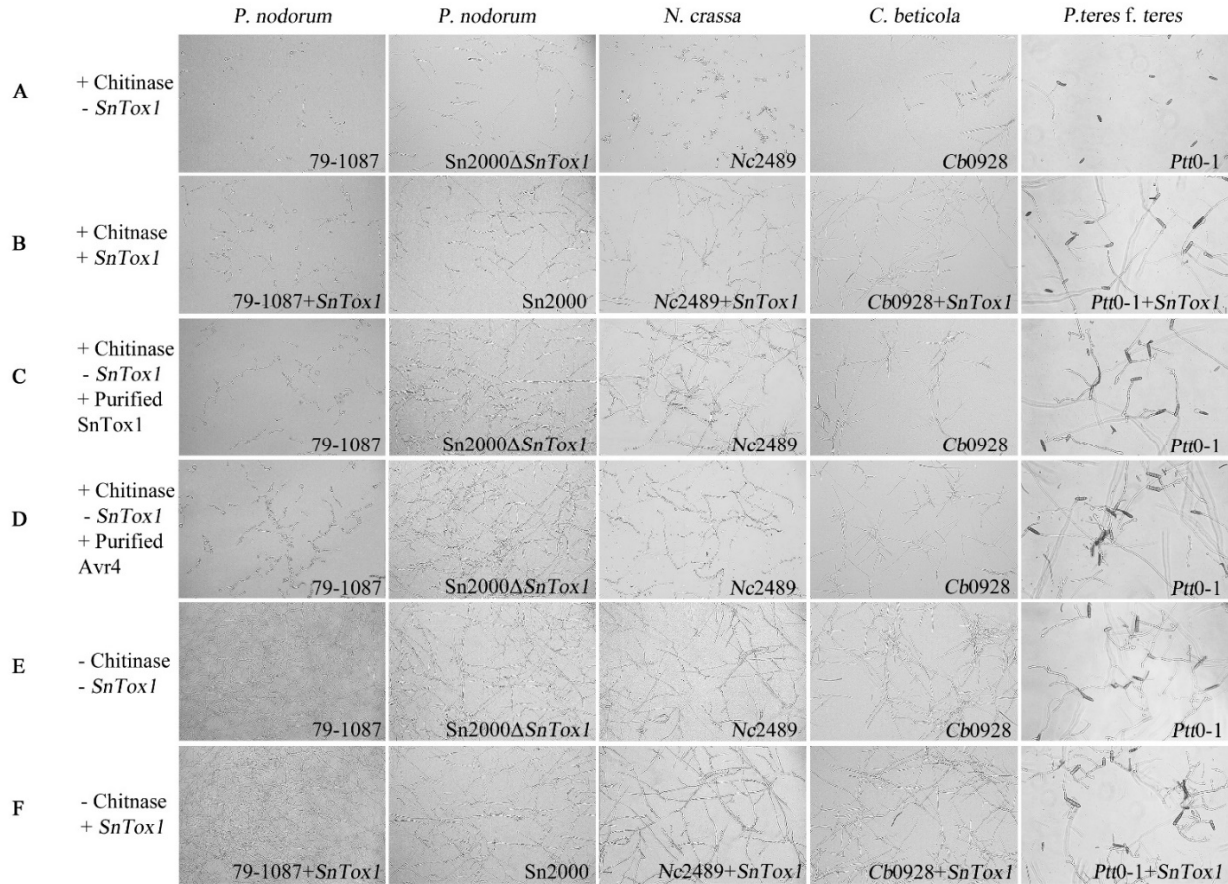 P. nodorum P. nodorum N. crassa C. beticola P.teres f. teres
A
+ Chitinase
- SnTox1
79-1087 Sn2000ΔSnTox1 Nc2489 Cb0928 Ptt0-1
B
+ Chitnase
+ SnTox1
79-1087+SnTox1 Sn2000 Nc2489+SnTox1 Cb0928+SnTox1 Ptt0-1+SnTox1
C
+ Chitinase
- SnTox1
+ Purified
SnTox1
79-1087 Sn2000ΔSnTox1 Nc2489 Cb0928 Ptt0-1
D
+ Chitinase
- SnTox1
+ Purified
Avr4
79-1087 Sn2000ΔSnTox1 Nc2489 Cb0928 Ptt0-1
E
- Chitinase
- SnTox1
79-1087 Sn2000ΔSnTox1 Nc2489 Cb0928 Ptt0-1
F
- Chitnase
+ SnTox1
79-1087+SnTox1 Sn2000 Nc2489+SnTox1 Cb0928+SnTox1 Ptt0-1+SnTox1